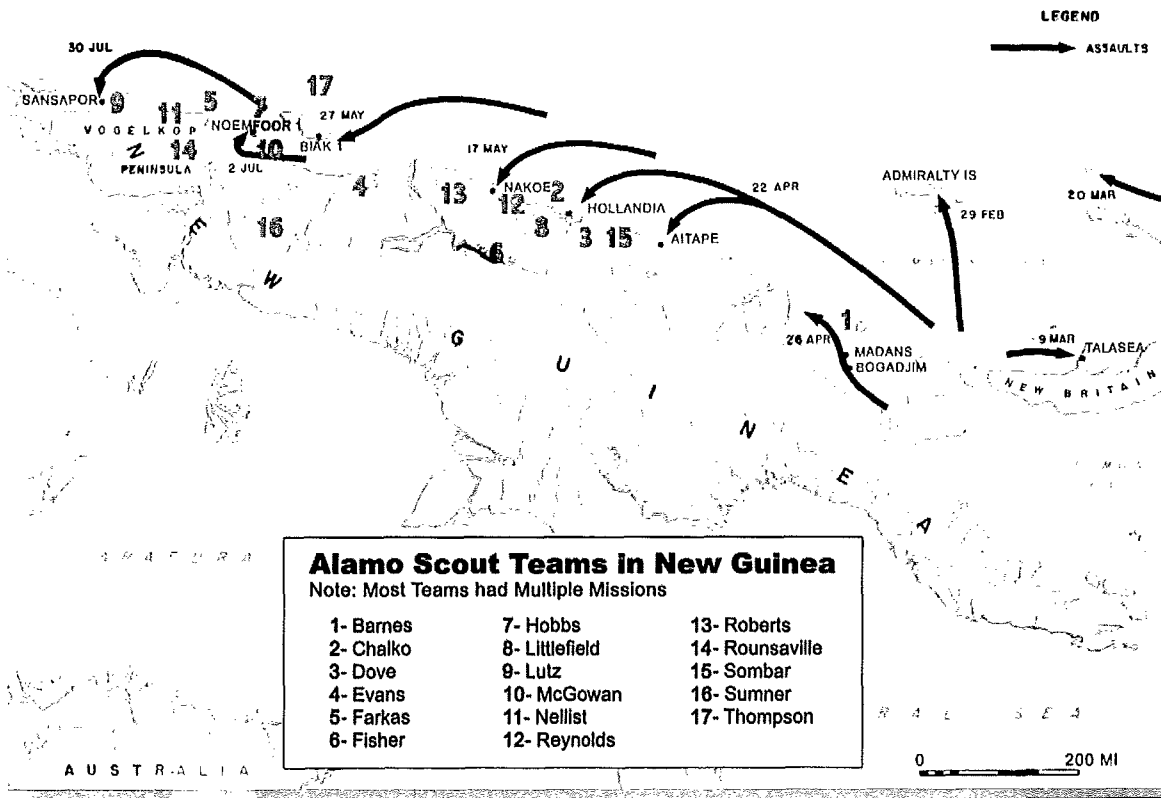 LEGEND
ASSAULTS
30 JUL
17
SANSAPOR
9
11
5
7
27 MAY
VOGELKOP
NOEMFOOR
14
10
BIAK
PENINSULA
2 JUL
17 MAY
4
13
NAKOE
12
2
22 APR
ADMIRALTY IS
20 MAR
29 FEB
HOLLANDIA
8
3
15
AITAPE
6
16
NEW GUINEA
1
26 APR
MADANS
BOGADJIM
9 MAR
TALASEA
NEW BRITAIN
Alamo Scout Teams in New Guinea
Note: Most Teams had Multiple Missions
1- Barnes
2- Chalko
3- Dove
4- Evans
5- Farkas
6- Fisher
7- Hobbs
8- Littlefield
9- Lutz
10- McGowan
11- Nellist
12- Reynolds
13- Roberts
14- Rounsaville
15- Sombar
16- Sumner
17- Thompson
SEA
0 200 MI
AUSTRALIA